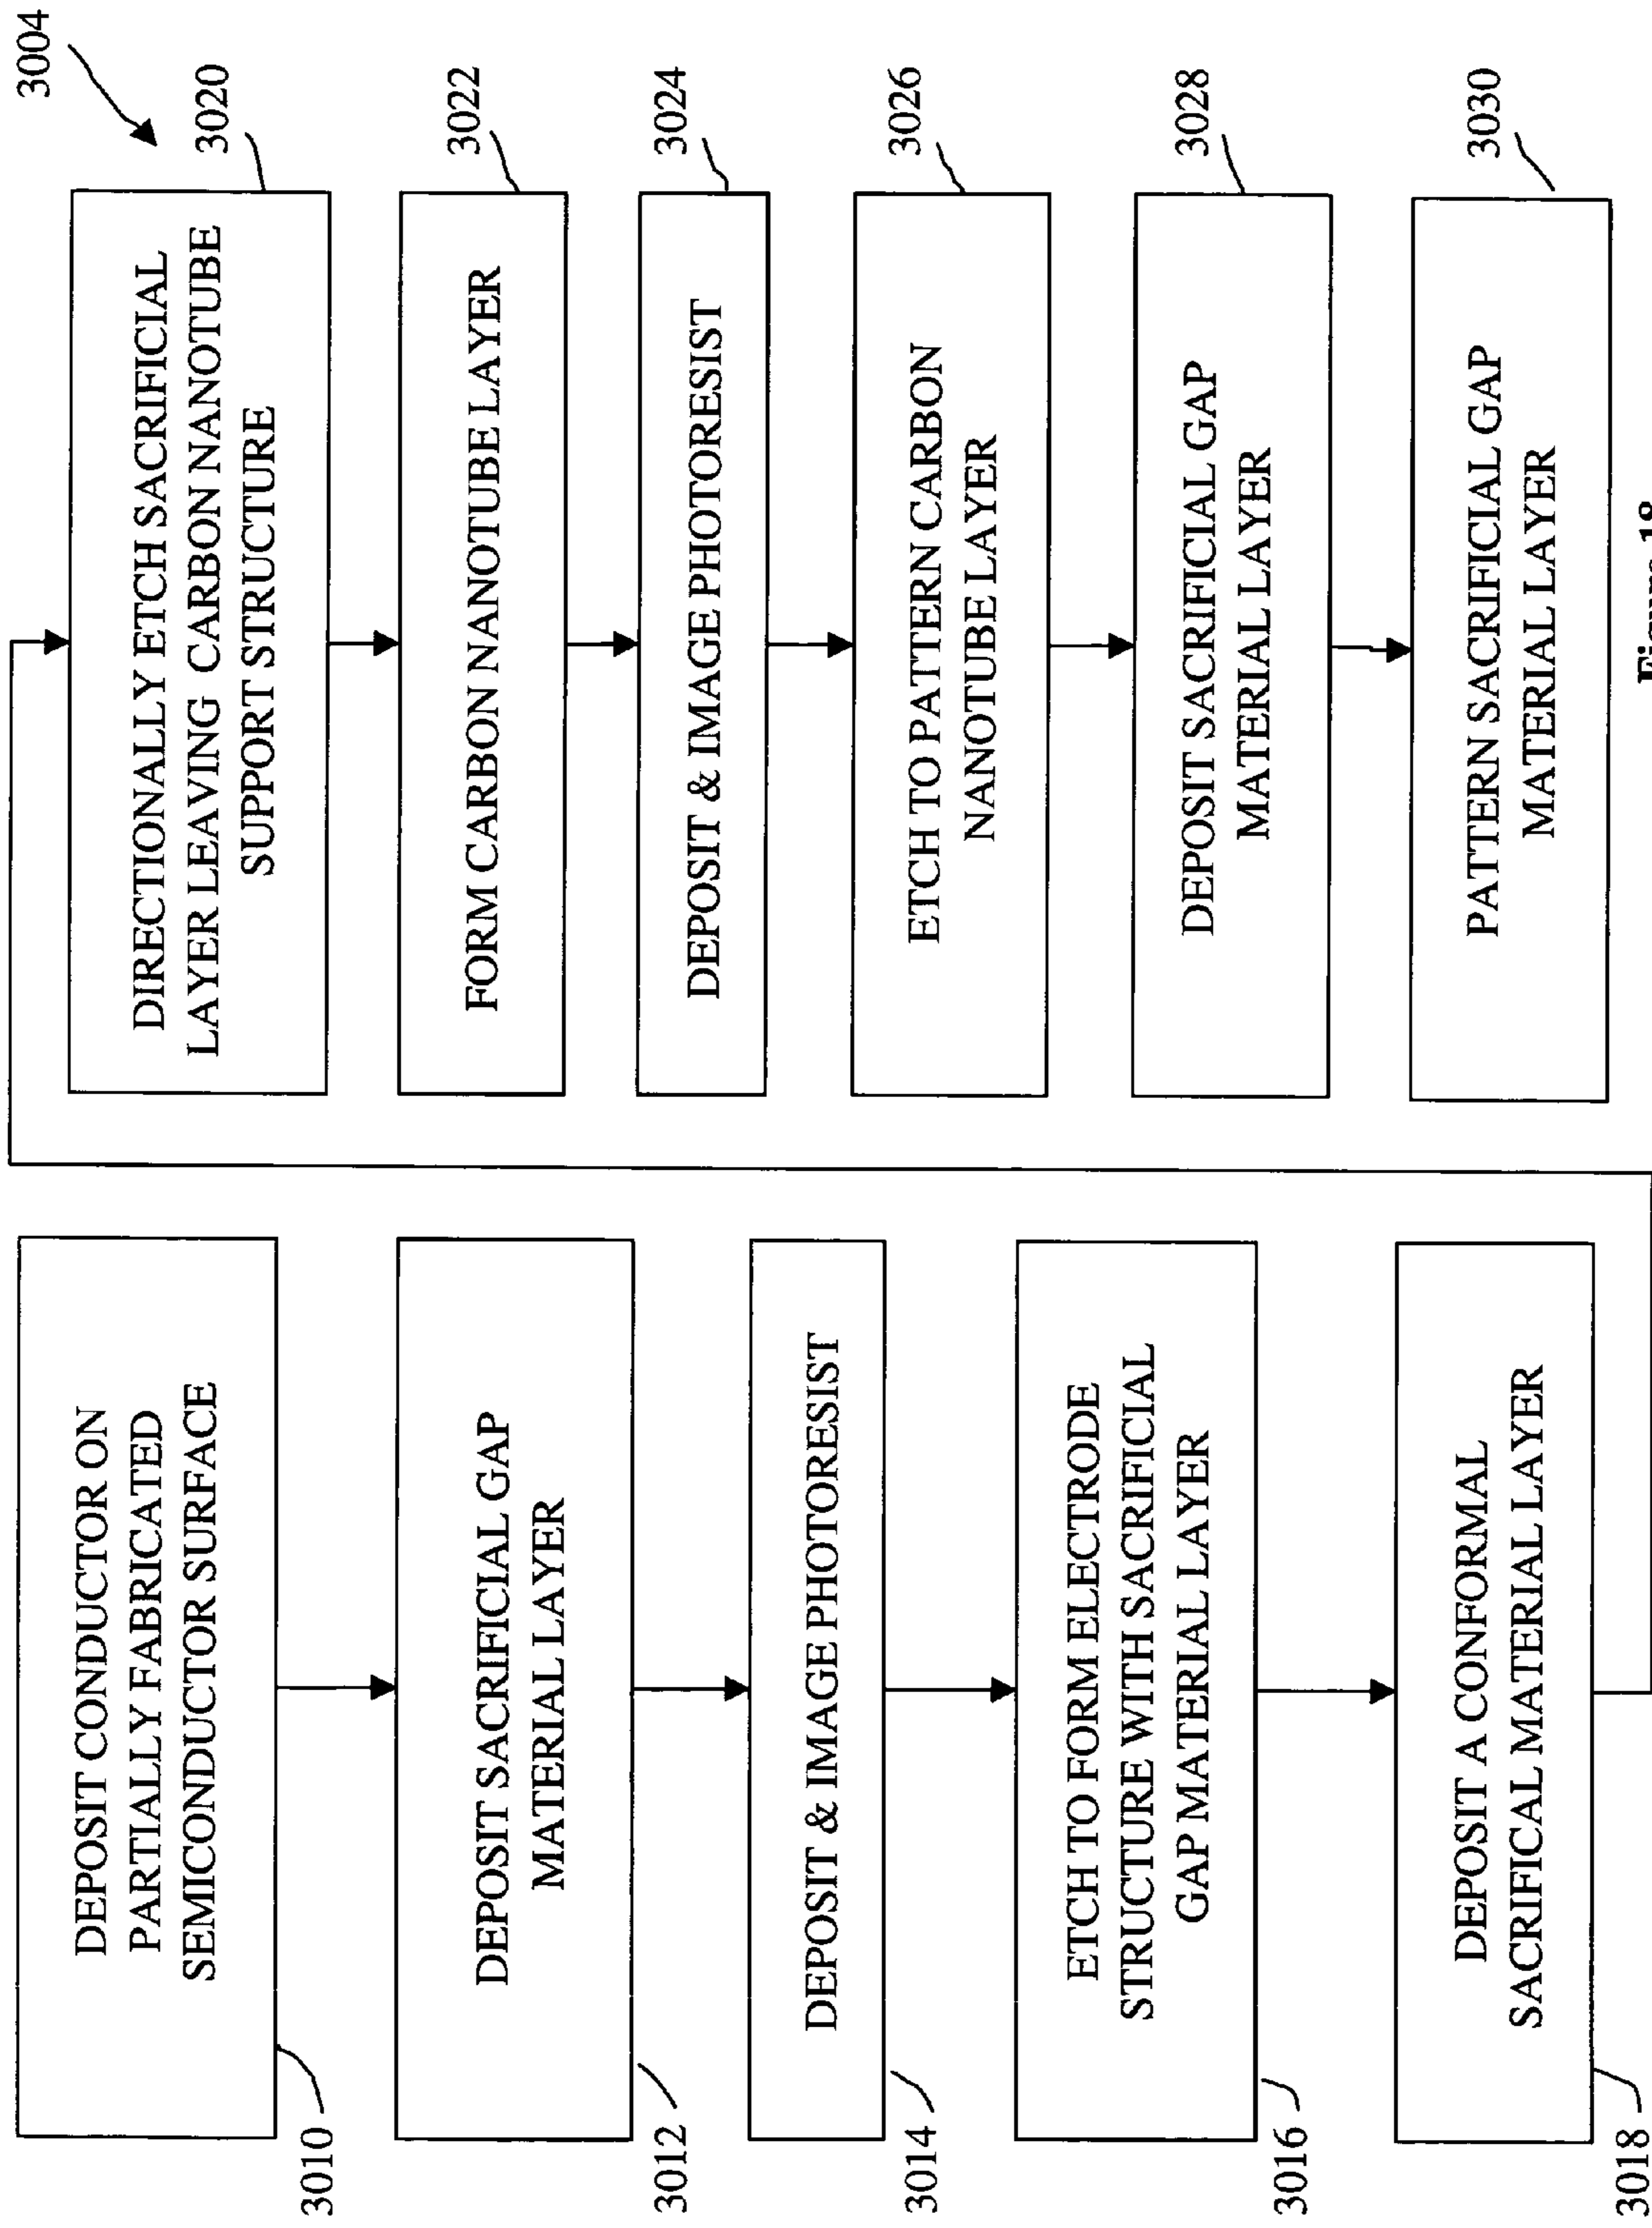 3004
DEPOSIT CONDUCTOR ON
PARTIALLY FABRICATED
SEMICONDUCTOR SURFACE
3010
DEPOSIT SACRIFICIAL GAP
MATERIAL LAYER
3012
DEPOSIT & IMAGE PHOTORESIST
3014
ETCH TO FORM ELECTRODE
STRUCTURE WITH SACRIFICIAL
GAP MATERIAL LAYER
3016
DEPOSIT A CONFORMAL
SACRIFICAL MATERIAL LAYER
3018
DIRECTIONALLY ETCH SACRIFICIAL
LAYER LEAVING CARBON NANOTUBE
SUPPORT STRUCTURE
3020
FORM CARBON NANOTUBE LAYER
3022
DEPOSIT & IMAGE PHOTORESIST
3024
ETCH TO PATTERN CARBON
NANOTUBE LAYER
3026
DEPOSIT SACRIFICIAL GAP
MATERIAL LAYER
3028
PATTERN SACRIFICIAL GAP
MATERIAL LAYER
3030
Figure 18